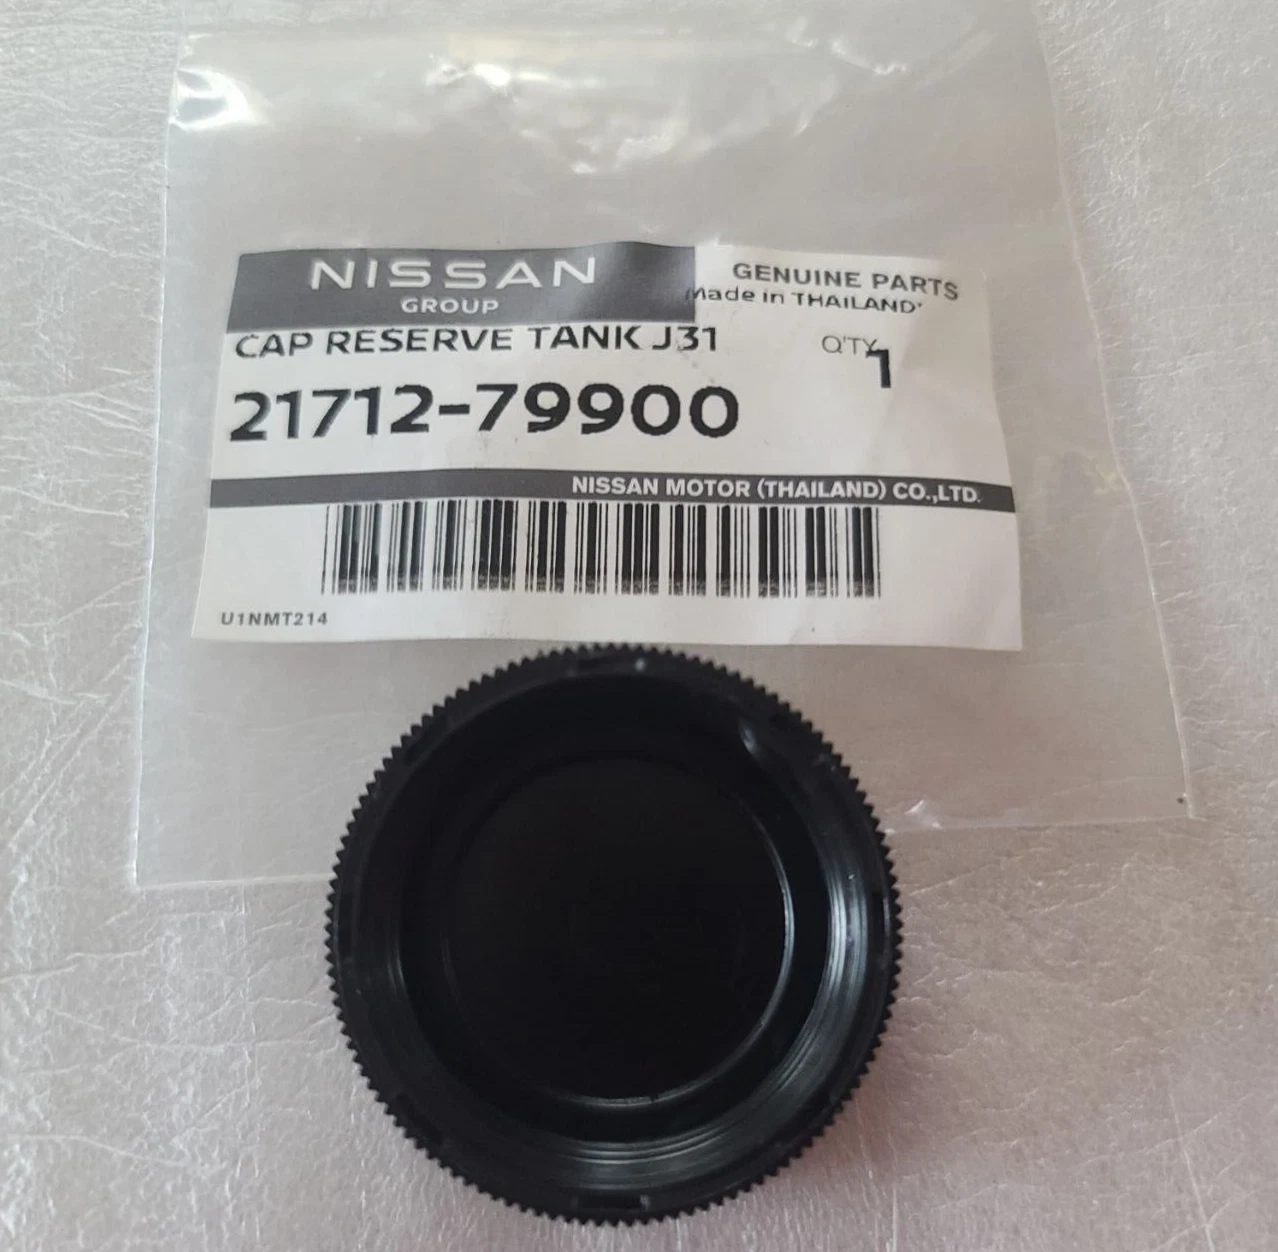 NISSAN
GROUP
GENUINE PARTS
Made in THAILAND
CAP RESERVE TANK J31
Q'TY 1
21712-79900
NISSAN MOTOR (THAILAND) CO.,LTD.
U1NMT214